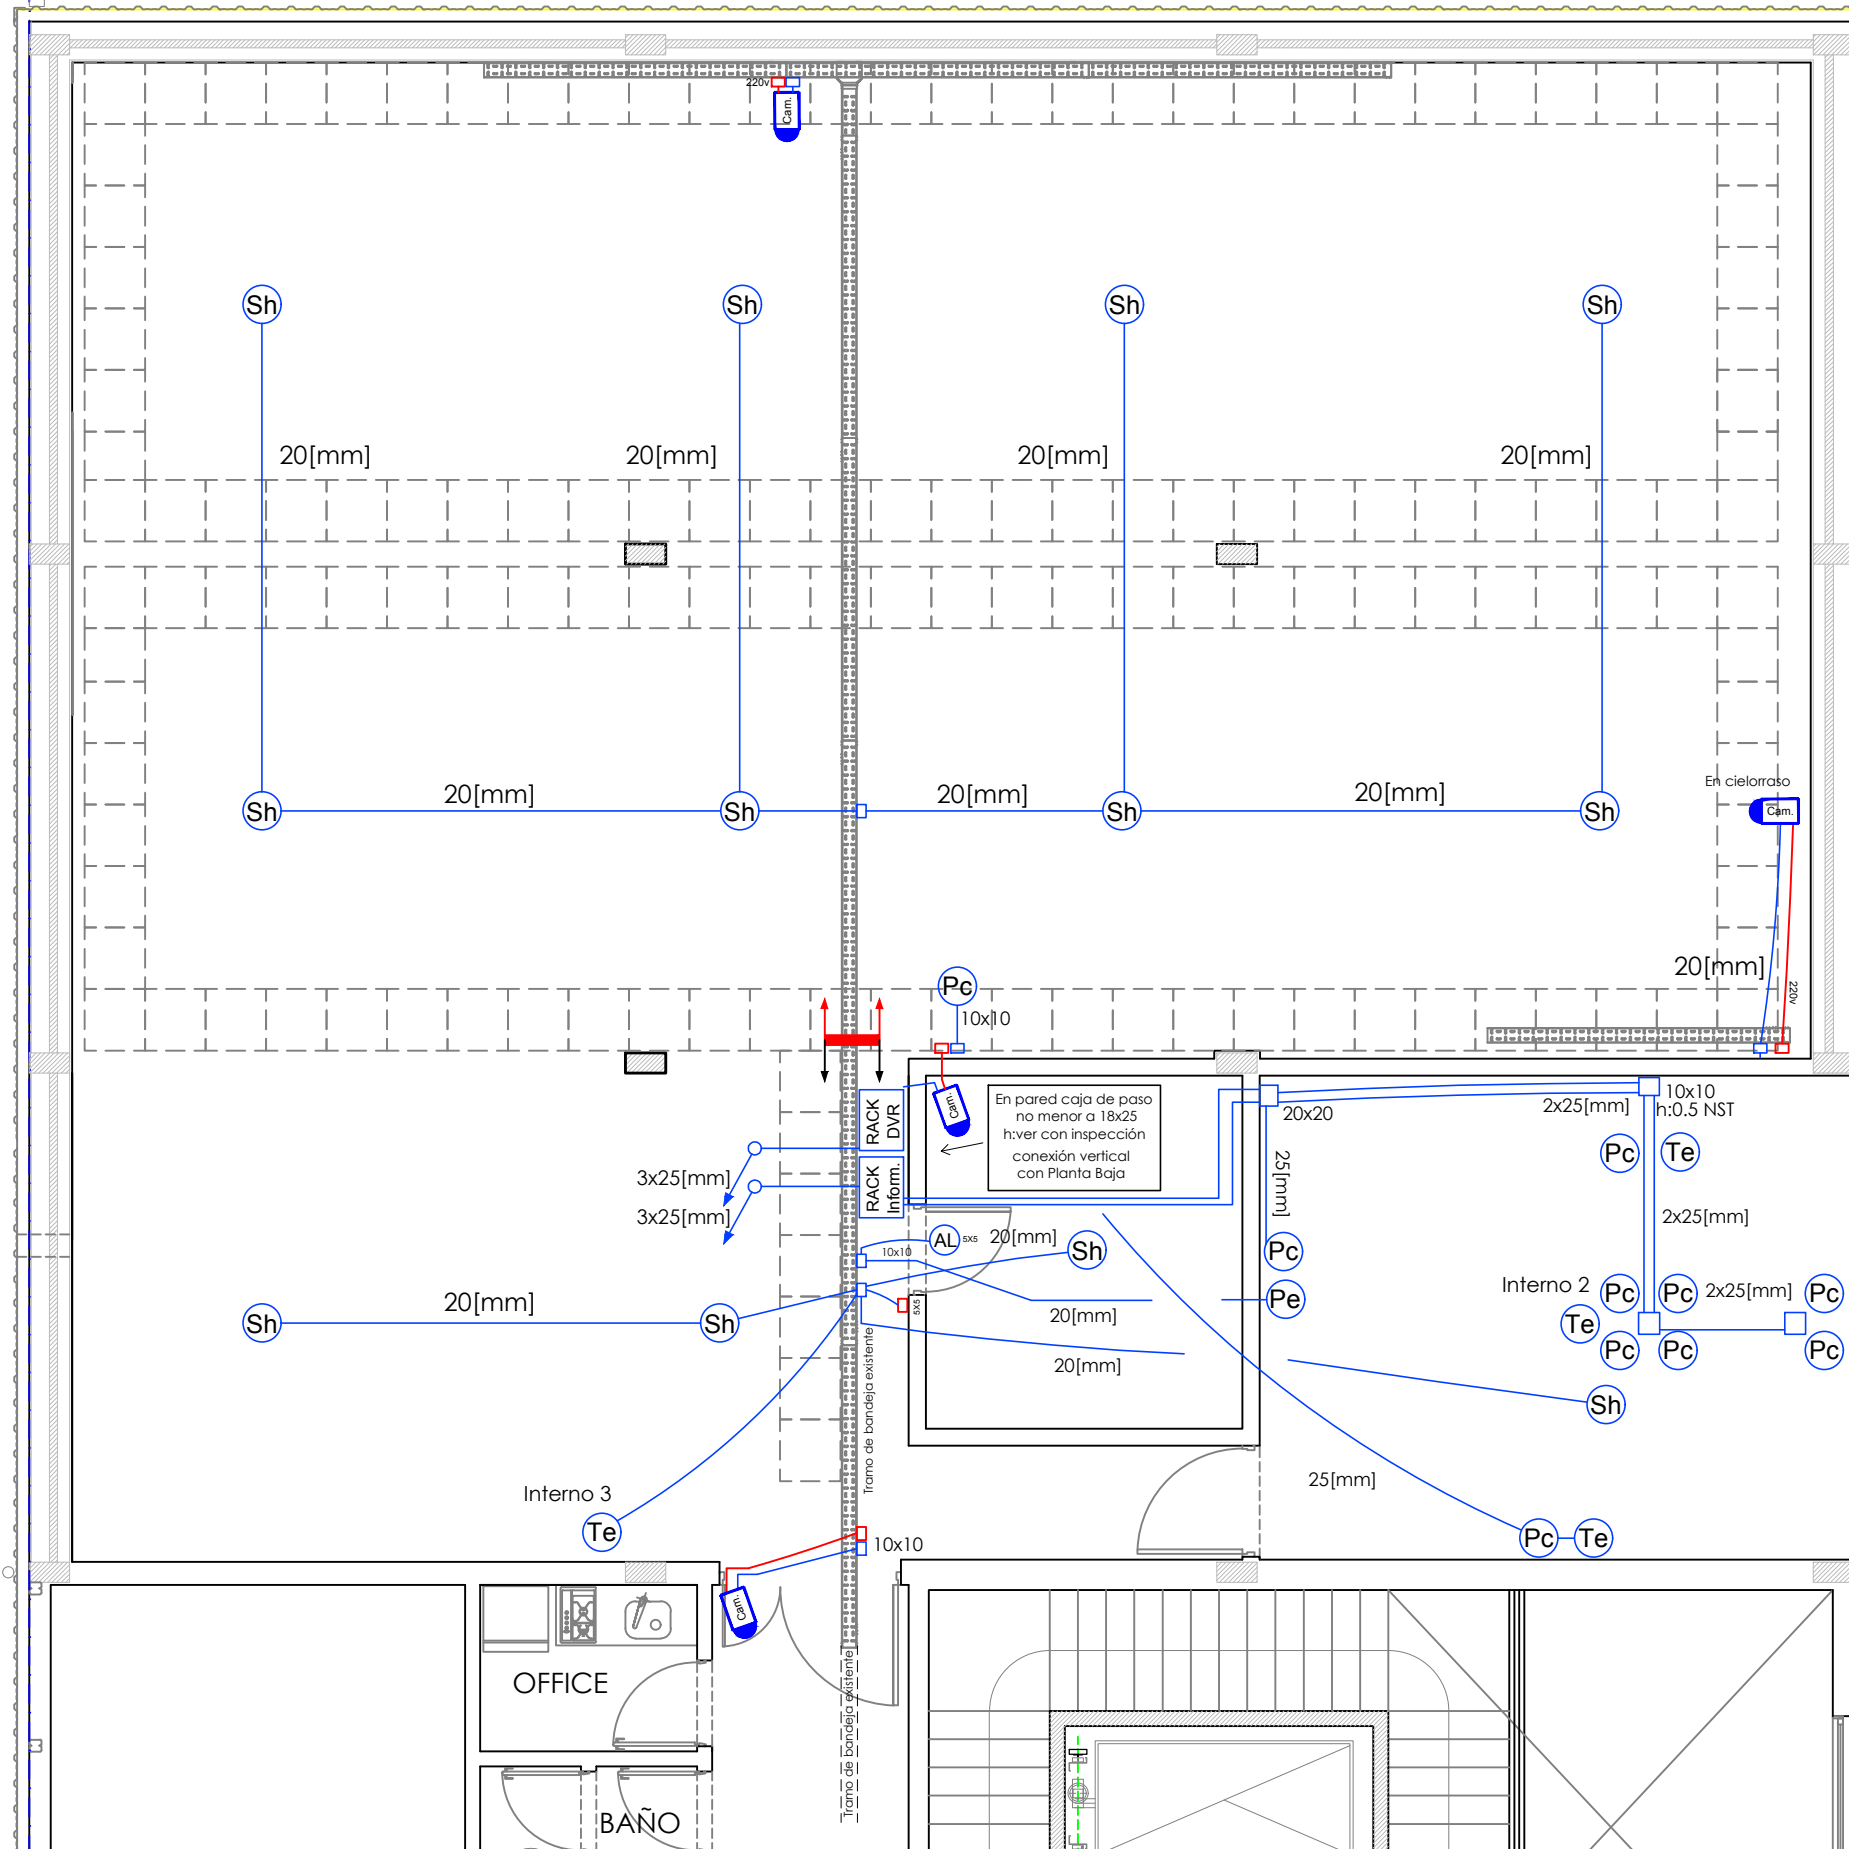 220v
Cam.
Sh
Sh
Sh
Sh
20[mm]
20[mm]
20[mm]
20[mm]
En cielorraso
Cam.
20[mm]
20[mm]
20[mm]
Sh
Sh
Sh
Sh
20[mm]
220v
Pc
10x10
RACK
DVR
Cam.
En pared caja de paso
no menor a 18x25
h:ver con inspección
conexión vertical
con Planta Baja
20x20
2x25[mm]
10x10
h:0.5 NST
Pc
Te
3x25[mm]
3x25[mm]
RACK
Inform.
25[mm]
2x25[mm]
AL
5X5
20[mm]
Sh
10x10
Pc
Pe
5X5
20[mm]
20[mm]
Interno 2
Pc
Pc
2x25[mm]
Pc
Te
Pc
Pc
Pc
20[mm]
Sh
Sh
Tramo de bandeja existente
Sh
25[mm]
Interno 3
Te
Pc
Te
10x10
Cam.
OFFICE
Tramo de bandeja existente
BAÑO